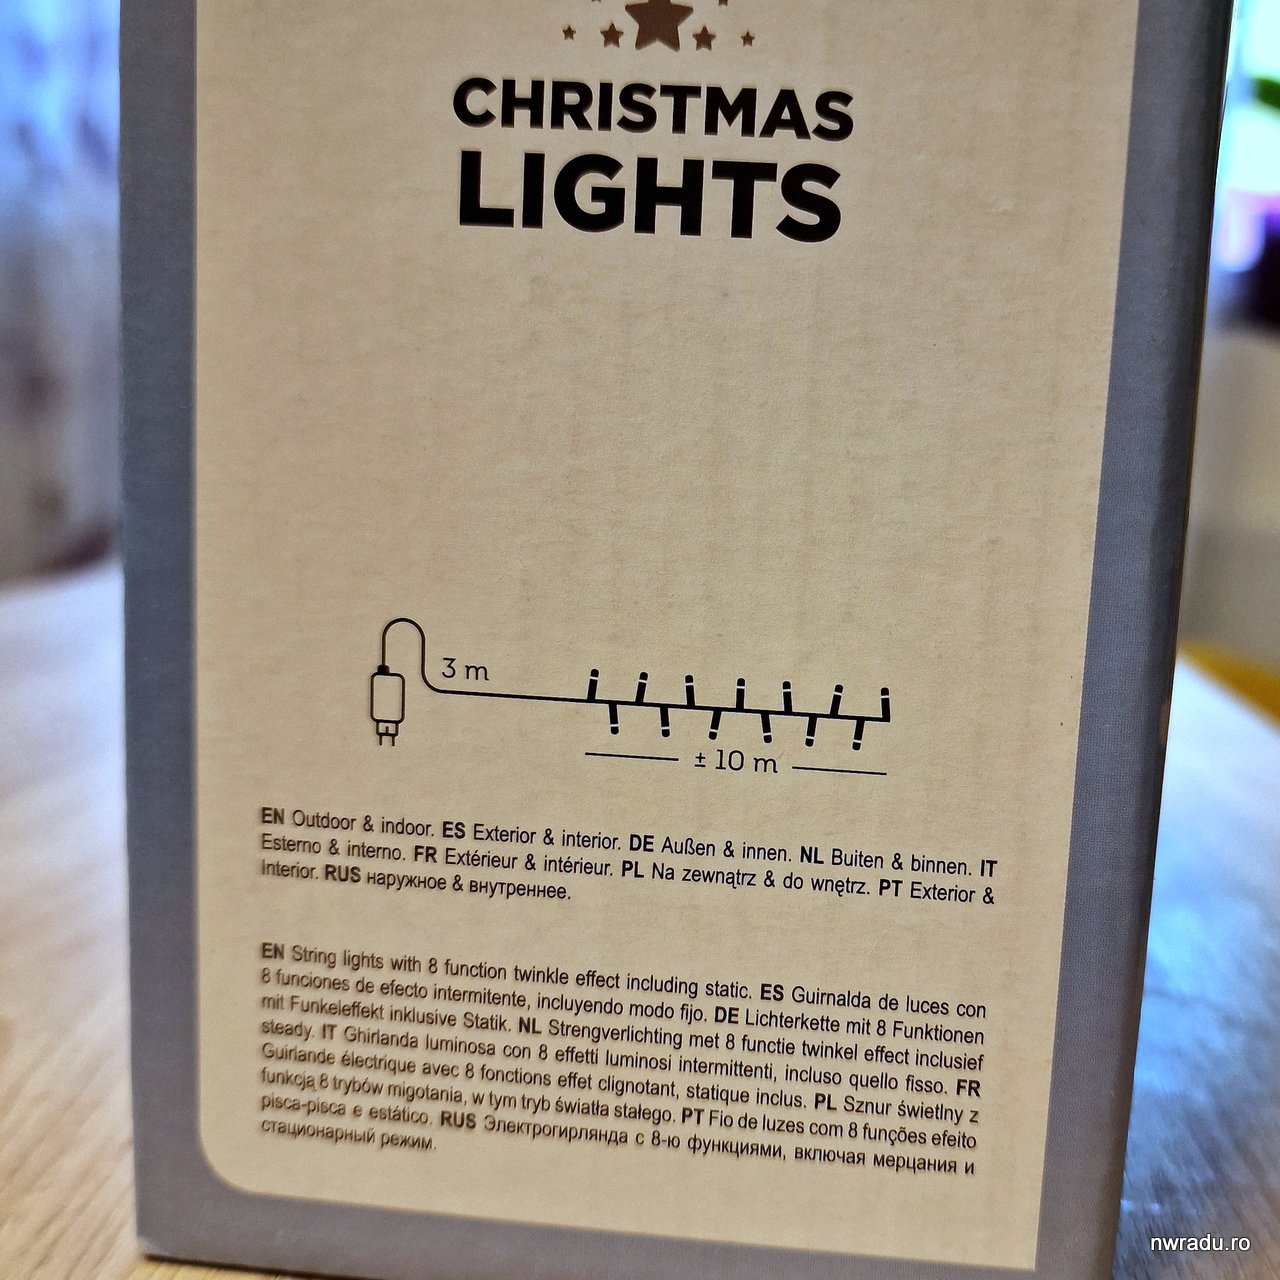 CHRISTMAS
LIGHTS
3 m
± 10 m
EN Outdoor & indoor. ES Exterior & interior. DE Außen & innen. NL Buiten & binnen. IT
Esterno & interno. FR Extérieur & intérieur. PL Na zewnątrz & do wnętrz. PT Exterior &
Interior. RUS наружное & внутреннее.
EN String lights with 8 function twinkle effect including static. ES Guirnalda de luces con
8 funciones de efecto intermitente, incluyendo modo fijo. DE Lichterkette mit 8 Funktionen
mit Funkeleffekt inklusive Statik. NL Strengverlichting met 8 functie twinkel effect inclusief
steady. IT Ghirlanda luminosa con 8 effetti luminosi intermittenti, incluso quello fisso. FR
Guirlande électrique avec 8 fonctions effet clignotant, statique inclus. PL Sznur świetlny z
funkcją 8 trybów migotania, w tym tryb światła stałego. PT Fio de luzes com 8 funções efeito
pisca-pisca e estático. RUS Электрогирлянда с 8-ю функциями, включая мерцания и
стационарный режим.
nwradu.ro